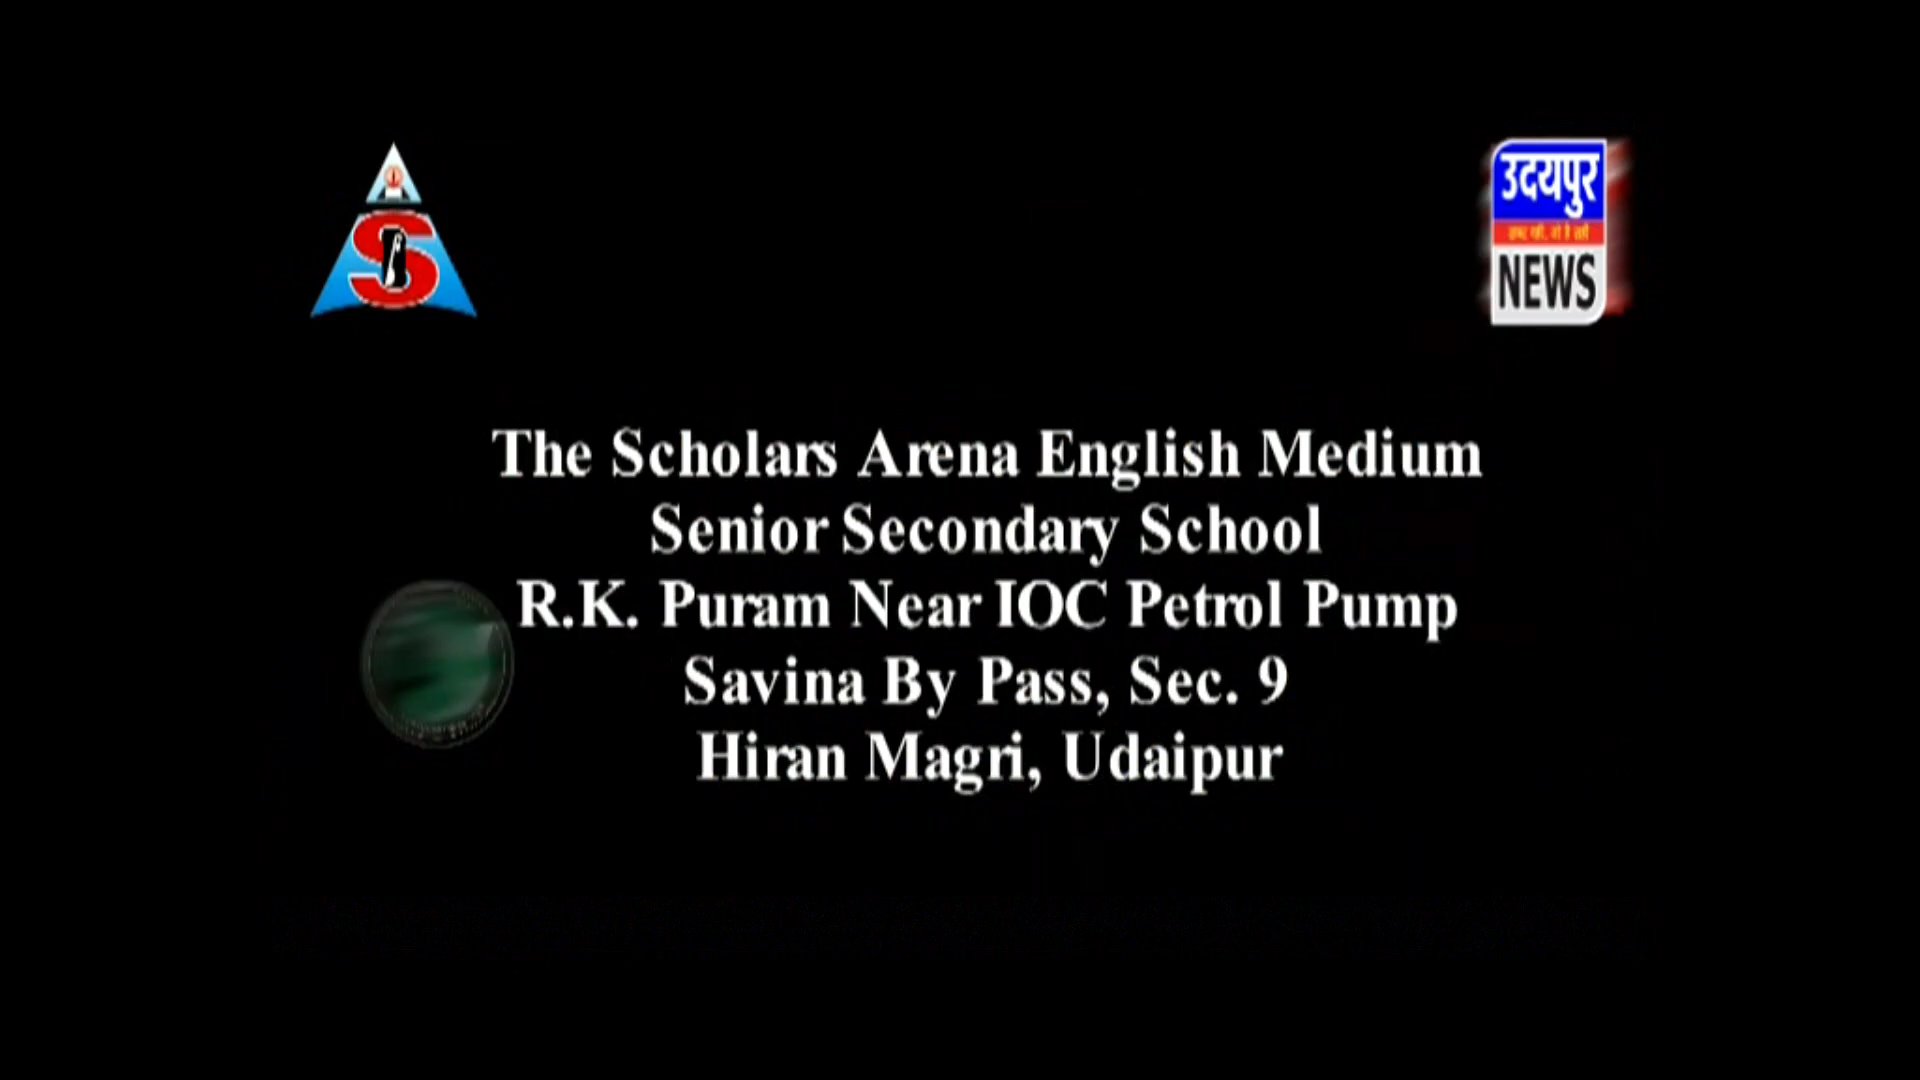 उदयपुर
NEWS
The Scholars Arena English Medium
Senior Secondary School
R.K. Puram Near IOC Petrol Pump
Savina By Pass, Sec. 9
Hiran Magri, Udaipur